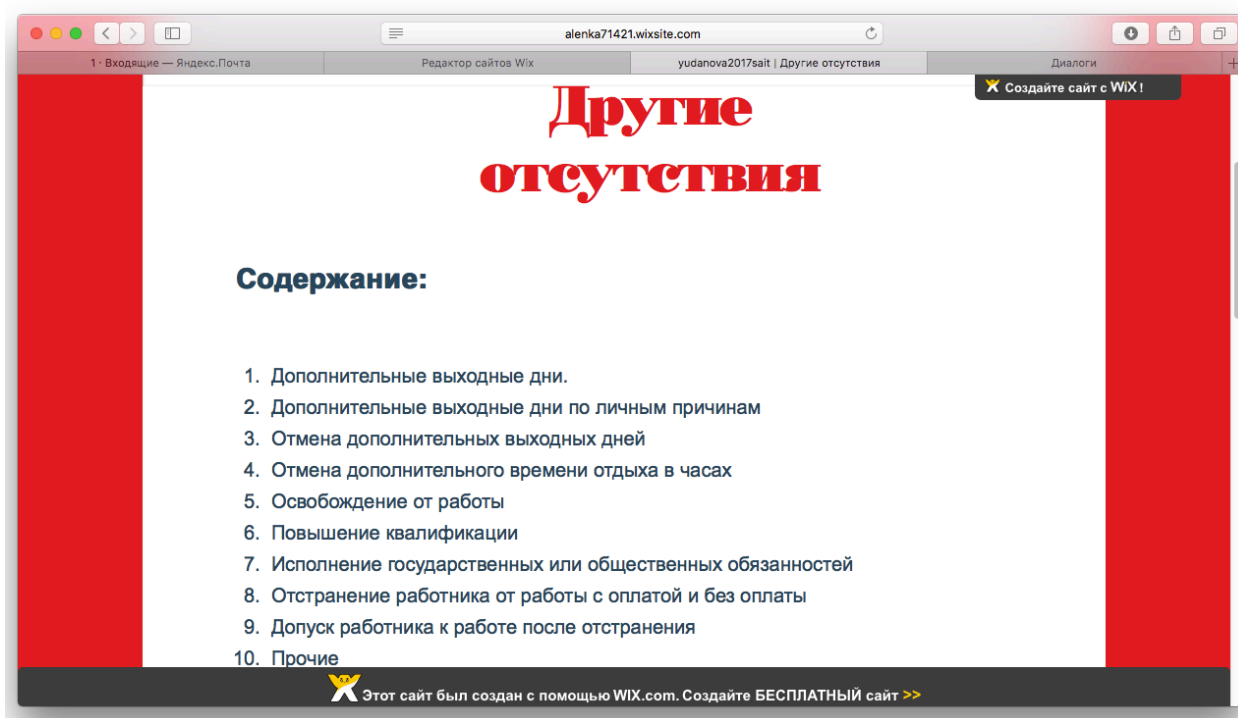 alenka71421.wixsite.com
1 · Входящие — Яндекс.Почта
Редактор сайтов Wix
yudanova2017sait | Другие отсутствия
Диалоги
Создайте сайт с WiX !
Другие
отсутствия
Содержание:
1. Дополнительные выходные дни.
2. Дополнительные выходные дни по личным причинам
3. Отмена дополнительных выходных дней
4. Отмена дополнительного времени отдыха в часах
5. Освобождение от работы
6. Повышение квалификации
7. Исполнение государственных или общественных обязанностей
8. Отстранение работника от работы с оплатой и без оплаты
9. Допуск работника к работе после отстранения
10. Прочие
Этот сайт был создан с помощью WIX.com. Создайте БЕСПЛАТНЫЙ сайт >>